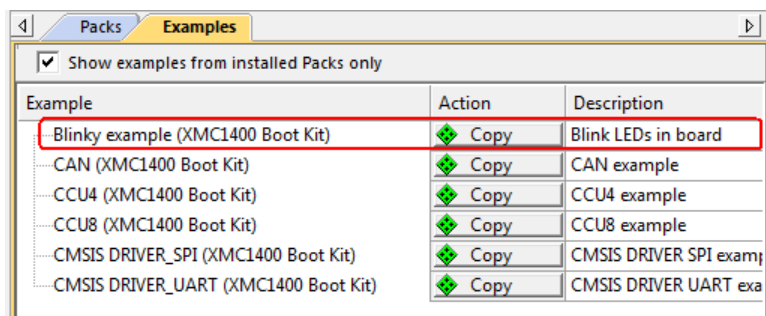 Packs Examples
Show examples from installed Packs only
Example Action Description
Blinky example (XMC1400 Boot Kit) Copy Blink LEDs in board
CAN (XMC1400 Boot Kit) Copy CAN example
CCU4 (XMC1400 Boot Kit) Copy CCU4 example
CCU8 (XMC1400 Boot Kit) Copy CCU8 example
CMSIS DRIVER_SPI (XMC1400 Boot Kit) Copy CMSIS DRIVER SPI examp
CMSIS DRIVER_UART (XMC1400 Boot Kit) Copy CMSIS DRIVER UART exa